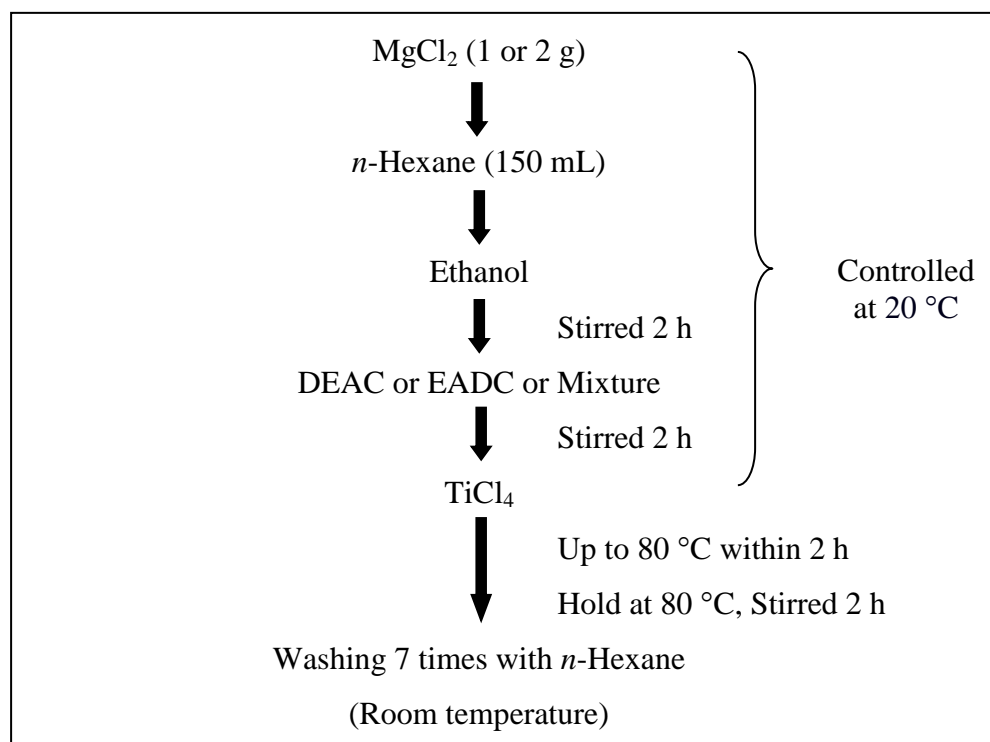 MgCl₂ (1 or 2 g)
n-Hexane (150 mL)
Ethanol
Controlled
at 20 °C
Stirred 2 h
DEAC or EADC or Mixture
Stirred 2 h
TiCl₄
Up to 80 °C within 2 h
Hold at 80 °C, Stirred 2 h
Washing 7 times with n-Hexane
(Room temperature)